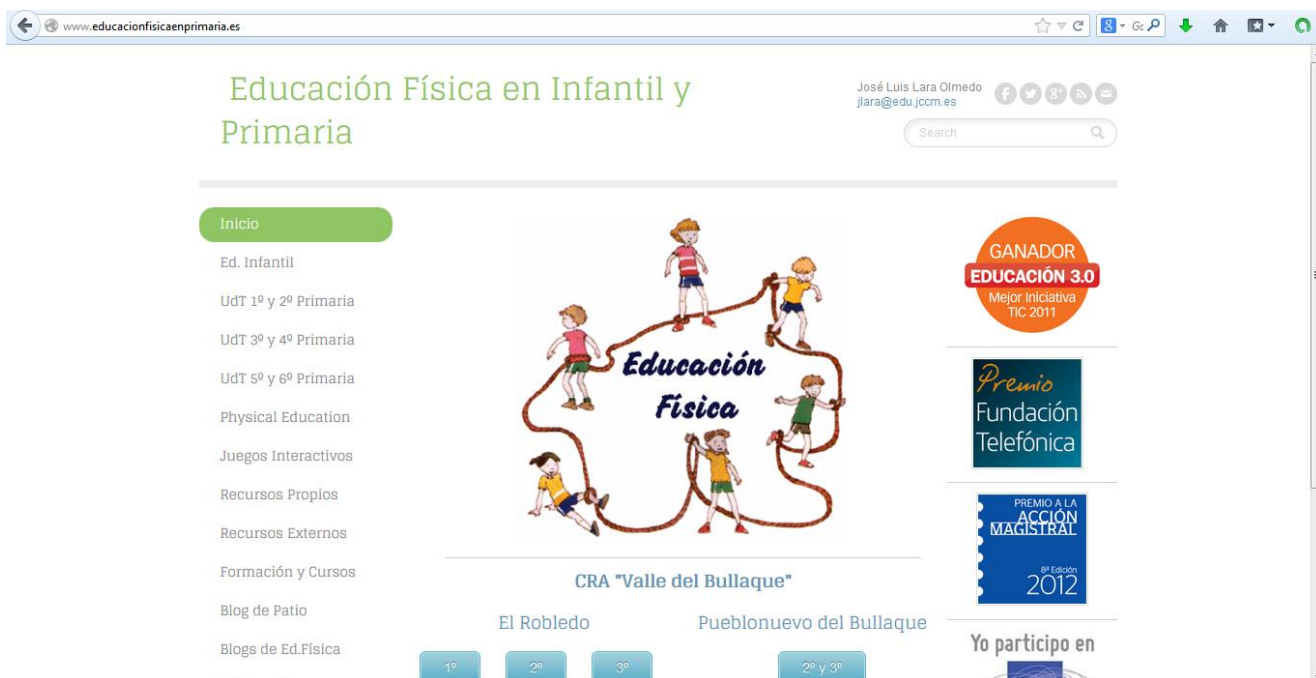 www.educacionfisicaenprimaria.es
Educación Física en Infantil y
Primaria
José Luis Lara Olmedo
jlara@edu.jccm.es
Search
Inicio
Ed. Infantil
UdT 1º y 2º Primaria
UdT 3º y 4º Primaria
UdT 5º y 6º Primaria
Physical Education
Juegos Interactivos
Recursos Propios
Recursos Externos
Formación y Cursos
Blog de Patio
Blogs de Ed.Física
Educación
Física
CRA "Valle del Bullaque"
El Robledo
Pueblonuevo del Bullaque
1º
2º
3º
2º y 3º
GANADOR
EDUCACIÓN 3.0
Mejor Iniciativa
TIC 2011
Premio
Fundación
Telefónica
PREMIO A LA
ACCIÓN
MAGISTRAL
8ª Edición
2012
Yo participo en